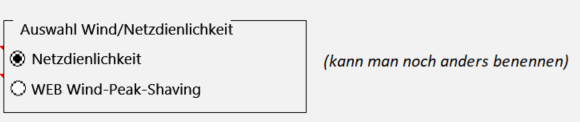 Auswahl Wind/Netzdienlichkeit
Netzdienlichkeit
(kann man noch anders benennen)
WEB Wind-Peak-Shaving